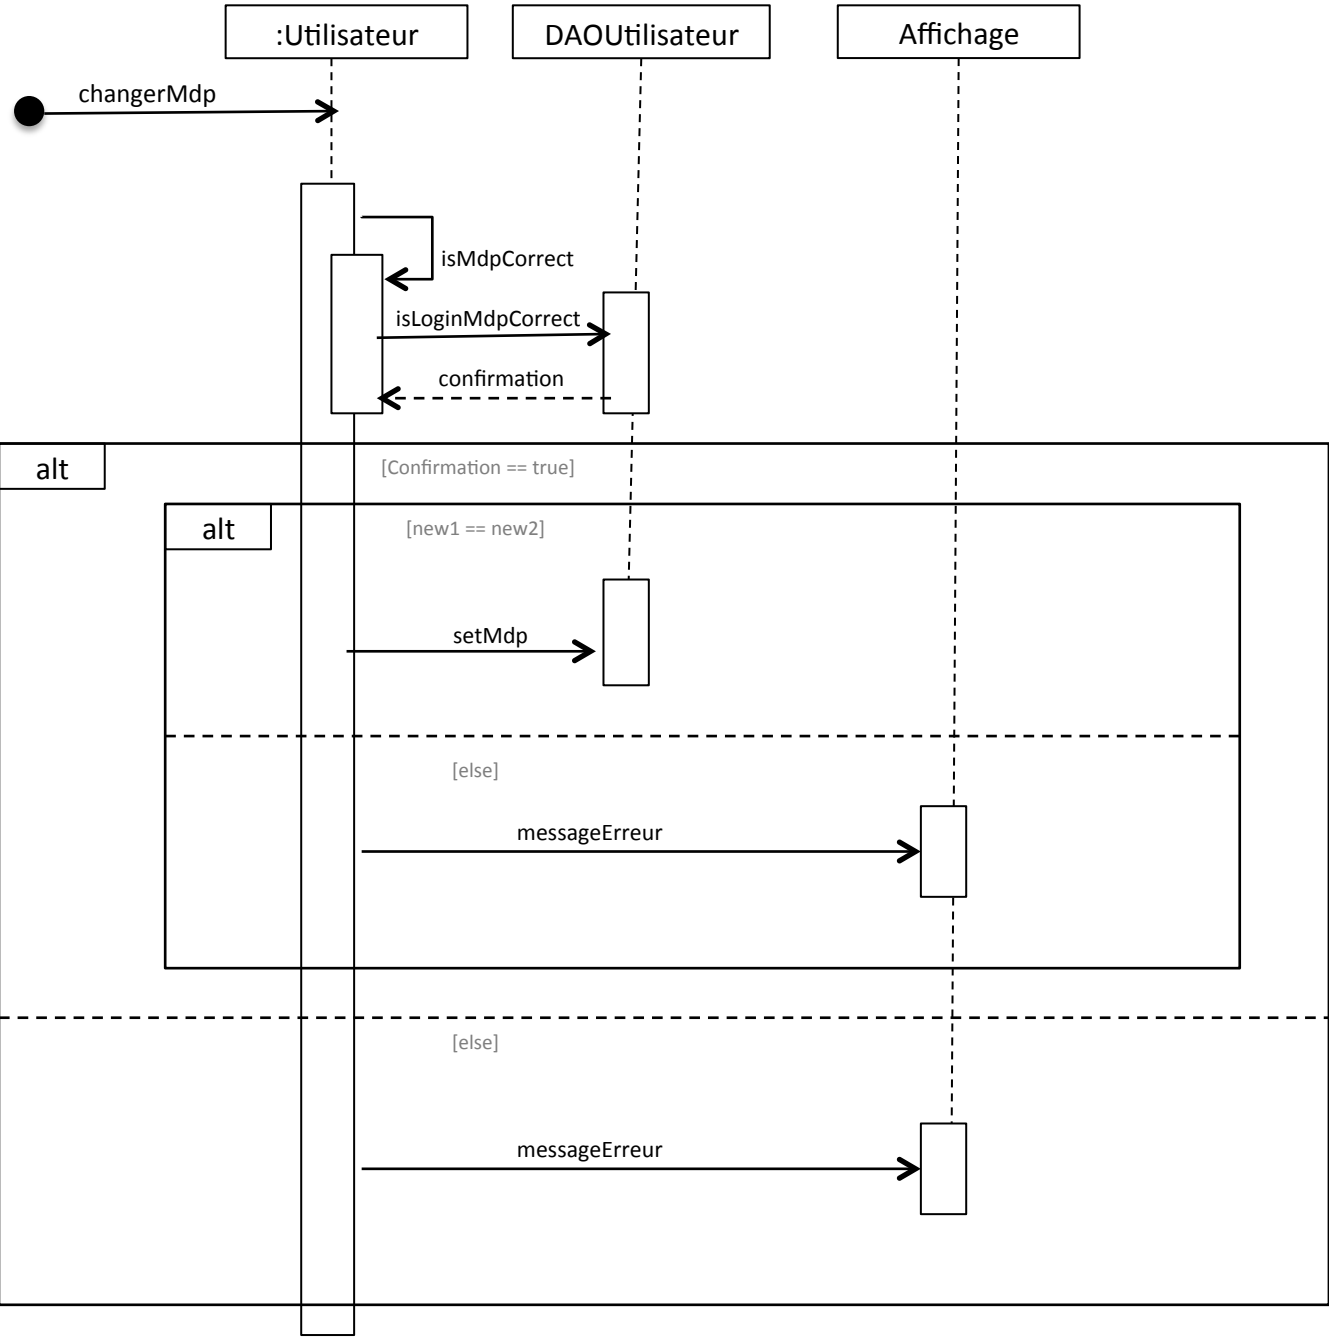 :Utilisateur
DAOUtilisateur
Affichage
changerMdp
isMdpCorrect
isLoginMdpCorrect
confirmation
alt
[Confirmation == true]
alt
[new1 == new2]
setMdp
[else]
messageErreur
[else]
messageErreur